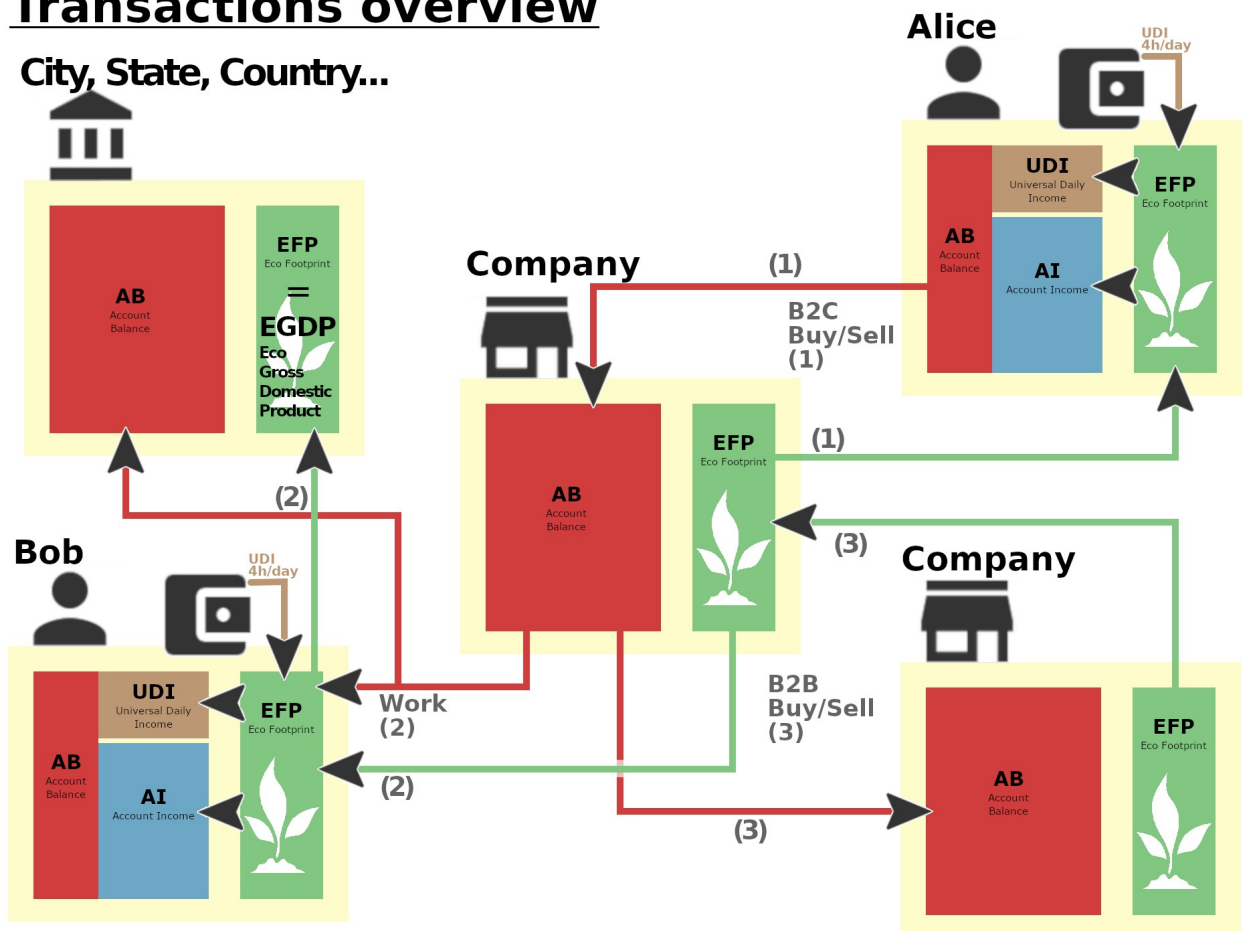 Transactions overview
City, State, Country...
Alice
UDI
4h/day
UDI
Universal Daily
Income
EFP
Eco Footprint
AB
Account
Balance
AI
Account Income
AB
Account
Balance
EFP
Eco Footprint
=
EGDP
Eco
Gross
Domestic
Product
Company
(1)
B2C
Buy/Sell
(1)
AB
Account
Balance
EFP
Eco Footprint
(1)
(2)
(3)
Bob
UDI
4h/day
UDI
Universal Daily
Income
EFP
Eco Footprint
AB
Account
Balance
AI
Account Income
Work
(2)
(2)
B2B
Buy/Sell
(3)
(3)
Company
AB
Account
Balance
EFP
Eco Footprint